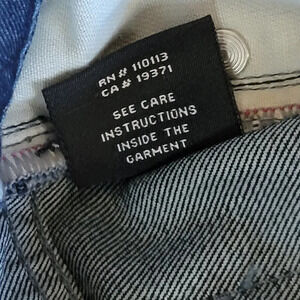 RN # 110113
CA # 19371
SEE CARE
INSTRUCTIONS
INSIDE THE
GARMENT